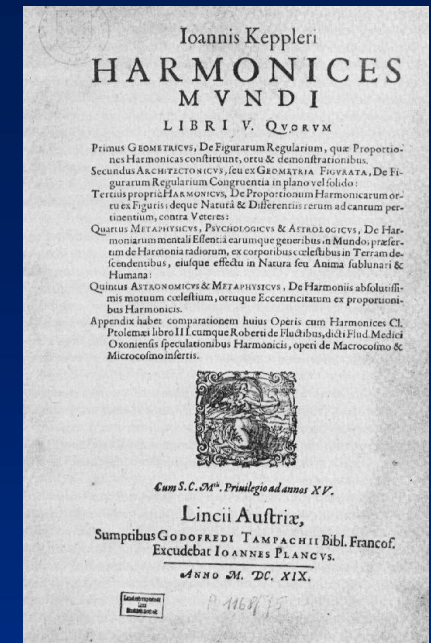 Ioannis Keppleri
HARMONICES
MVNDI
LIBRI V. QVORVM
Primus GEOMETRICVS, De Figurarum Regularium, quæ Proportio-
nes Harmonicas constituunt, ortu & demonstrationibus.
Secundus ARCHITECTONICVS, seu ex GEOMETRIA FIGVRATA, De Fi-
gurarum Regularium Congruentia in plano vel solido:
Tertius propriè HARMONICVS, De Proportionum Harmonicarum or-
tu ex Figuris; deque Naturâ & Differentiis rerum ad cantum per-
tinentium, contra Veteres:
Quartus METAPHYSICVS, PSYCHOLOGICVS & ASTROLOGICVS, De Har-
moniarum mentali Essentiâ earumque generibus in Mundo; præser-
tim de Harmonia radiorum, ex corporibus cœlestibus in Terram de-
scendentibus, eiusque effectu in Natura seu Anima sublunari &
Humana:
Quintus ASTRONOMICVS & METAPHYSICVS, De Harmoniis absolutissi-
mis motuum cœlestium, ortuque Eccentricitatum ex proportioni-
bus Harmonicis.
Appendix habet comparationem huius Operis cum Harmonices Cl.
Ptolemæi libro III. cumque Roberti de Fluctibus, dicti Flud. Medici
Oxoniensis speculationibus Harmonicis, operi de Macrocosmo &
Microcosmo insertis.
Cum S. C. Mtis. Priuilegio ad annos XV.
Lincii Austriæ,
Sumptibus GODOFREDI TAMPACHII Bibl. Francof.
Excudebat IOANNES PLANCVS.
ANNO M. DC. XIX.